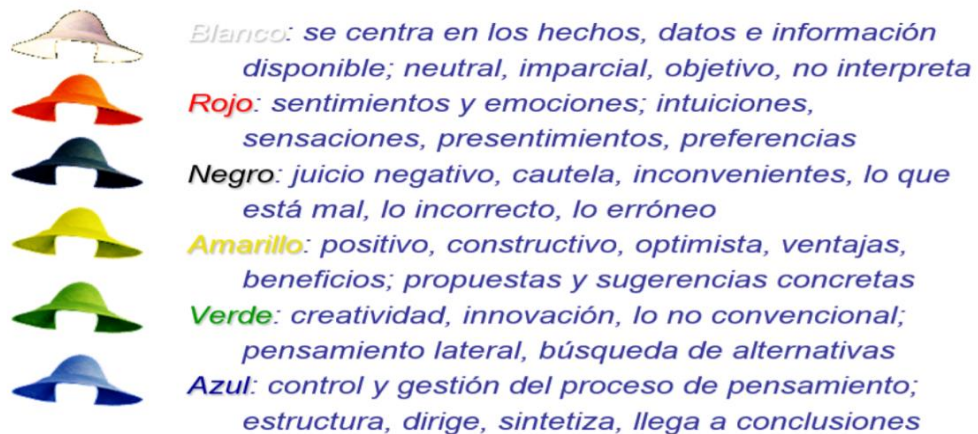 Blanco: se centra en los hechos, datos e información
disponible; neutral, imparcial, objetivo, no interpreta
Rojo: sentimientos y emociones; intuiciones,
sensaciones, presentimientos, preferencias
Negro: juicio negativo, cautela, inconvenientes, lo que
está mal, lo incorrecto, lo erróneo
Amarillo: positivo, constructivo, optimista, ventajas,
beneficios; propuestas y sugerencias concretas
Verde: creatividad, innovación, lo no convencional;
pensamiento lateral, búsqueda de alternativas
Azul: control y gestión del proceso de pensamiento;
estructura, dirige, sintetiza, llega a conclusiones